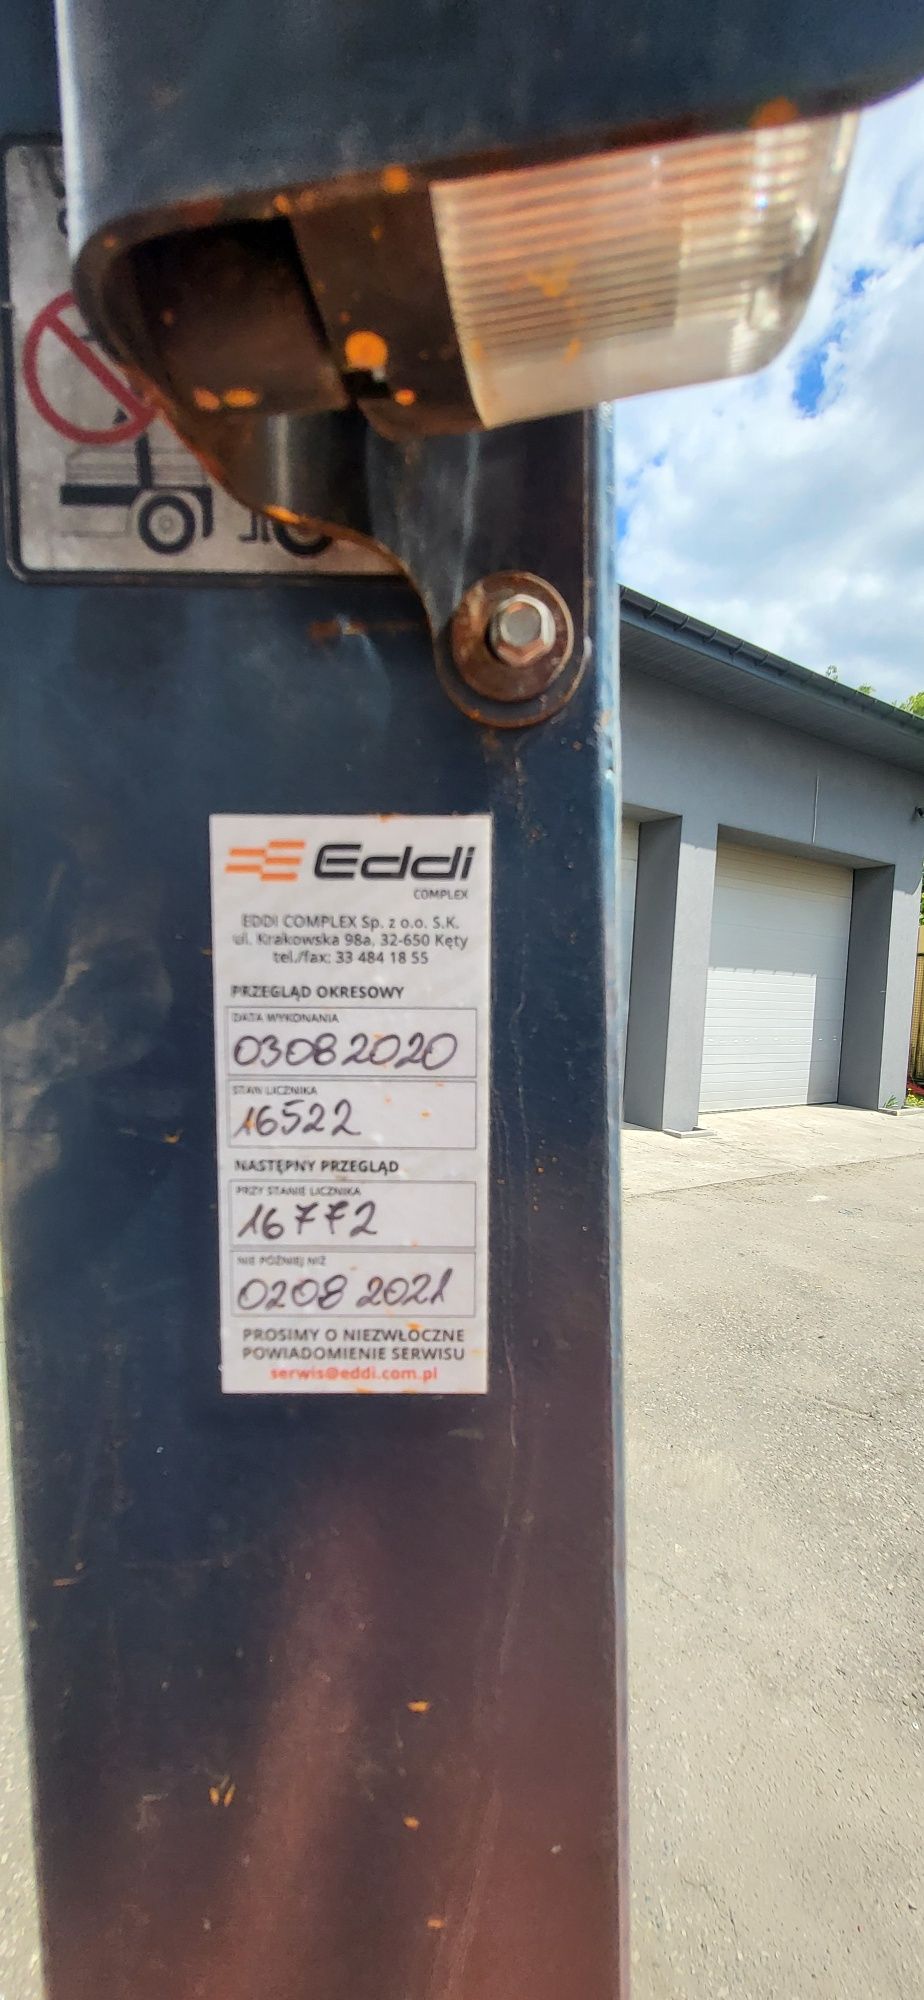 Eddi
COMPLEX
EDDI COMPLEX Sp. z o.o. S.K.
ul. Krakowska 98a, 32-650 Kęty
tel./fax: 33 484 18 55
PRZEGLĄD OKRESOWY
DATA WYKONANIA
03082020
STAN LICZNIKA
16522
NASTĘPNY PRZEGLĄD
PRZY STANIE LICZNIKA
16772
NIE PÓŹNIEJ NIŻ
0208 2021
PROSIMY O NIEZWŁOCZNE
POWIADOMIENIE SERWISU
serwis@eddi.com.pl